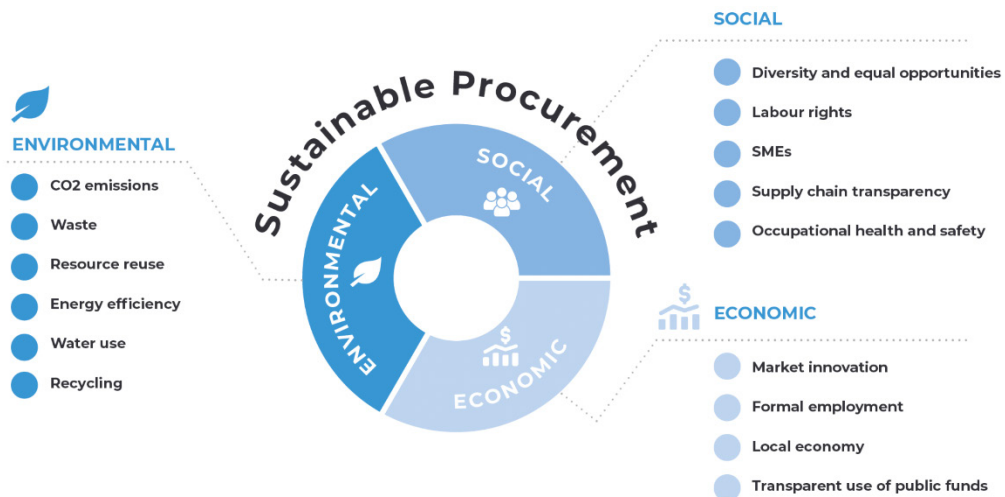 Sustainable Procurement
ENVIRONMENTAL
CO2 emissions
Waste
Resource reuse
Energy efficiency
Water use
Recycling
ENVIRONMENTAL
SOCIAL
$
ECONOMIC
SOCIAL
Diversity and equal opportunities
Labour rights
SMEs
Supply chain transparency
Occupational health and safety
$
ECONOMIC
Market innovation
Formal employment
Local economy
Transparent use of public funds